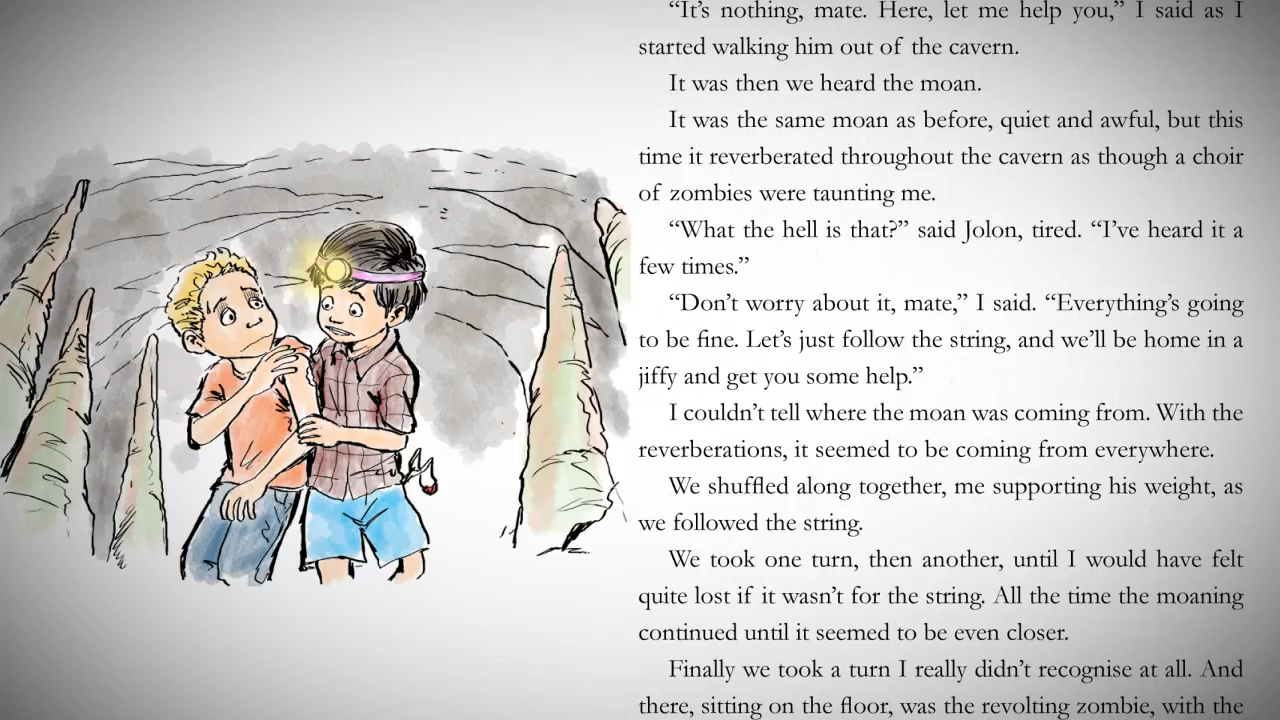 “It’s nothing, mate. Here, let me help you,” I said as I
started walking him out of the cavern.
It was then we heard the moan.
It was the same moan as before, quiet and awful, but this
time it reverberated throughout the cavern as though a choir
of zombies were taunting me.
“What the hell is that?” said Jolon, tired. “I’ve heard it a
few times.”
“Don’t worry about it, mate,” I said. “Everything’s going
to be fine. Let’s just follow the string, and we’ll be home in a
jiffy and get you some help.”
I couldn’t tell where the moan was coming from. With the
reverberations, it seemed to be coming from everywhere.
We shuffled along together, me supporting his weight, as
we followed the string.
We took one turn, then another, until I would have felt
quite lost if it wasn’t for the string. All the time the moaning
continued until it seemed to be even closer.
Finally we took a turn I really didn’t recognise at all. And
there, sitting on the floor, was the revolting zombie, with the